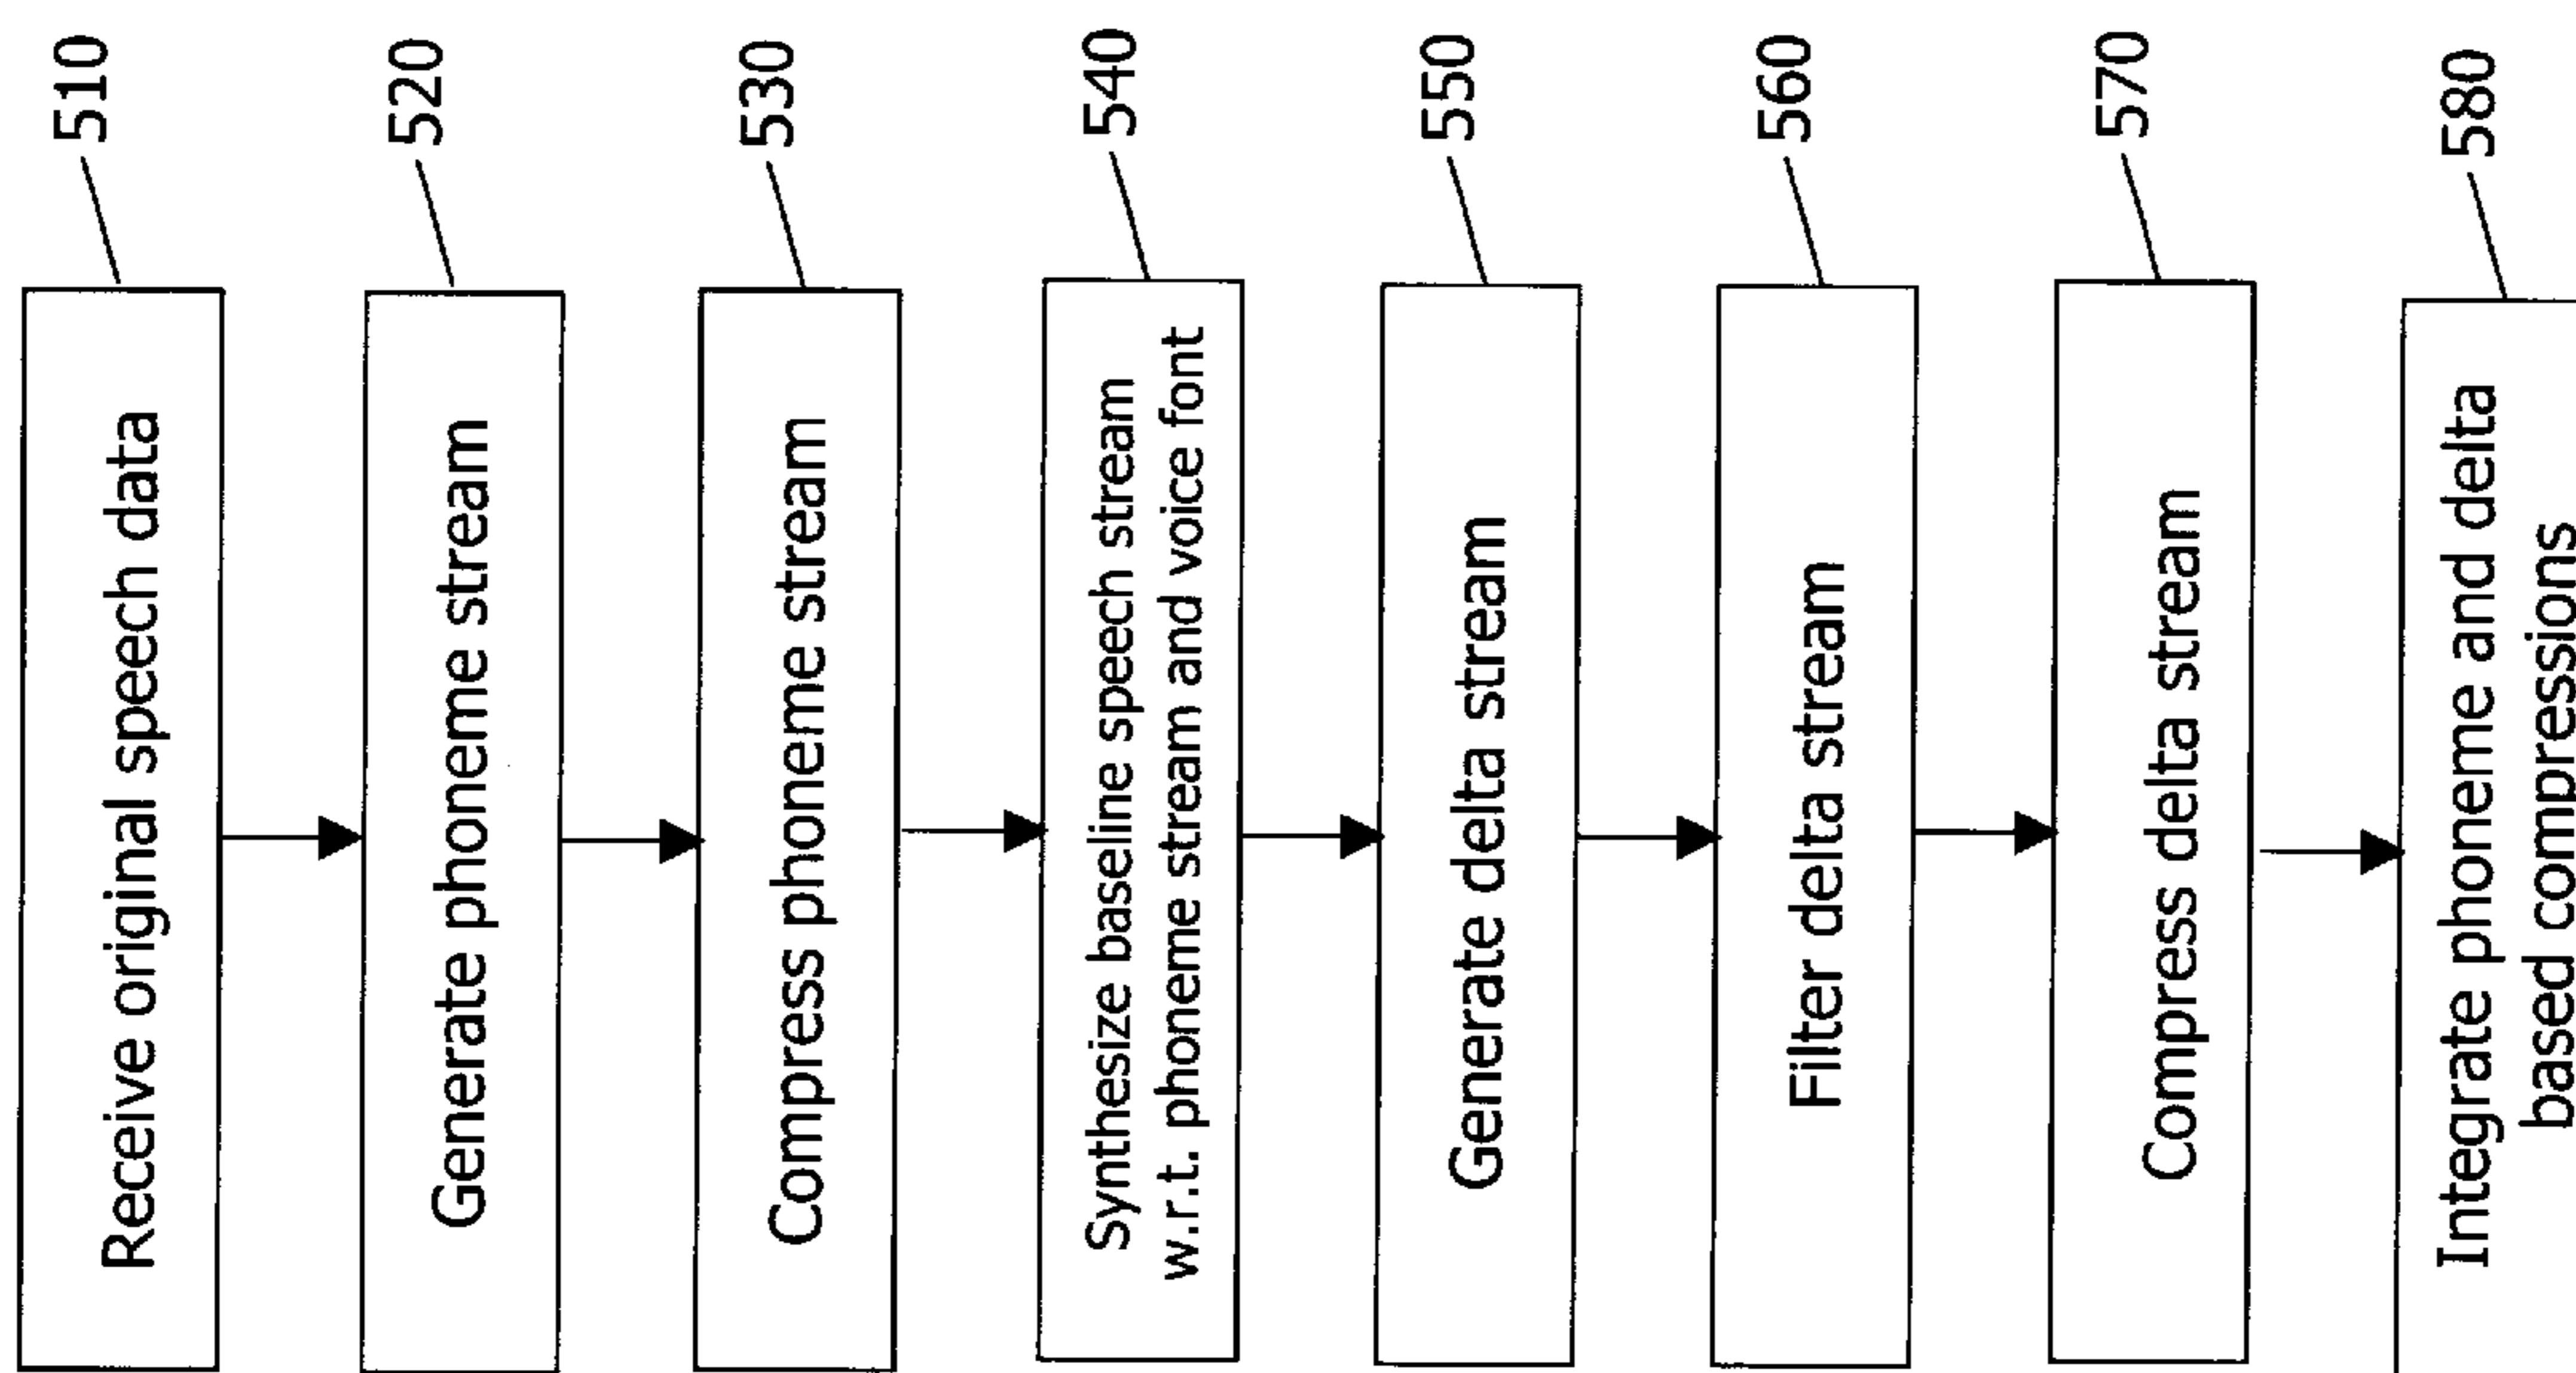 510
Receive original speech data
520
Generate phoneme stream
530
Compress phoneme stream
540
Synthesize baseline speech stream
w.r.t. phoneme stream and voice font
550
Generate delta stream
560
Filter delta stream
570
Compress delta stream
580
Integrate phoneme and delta
based compressions